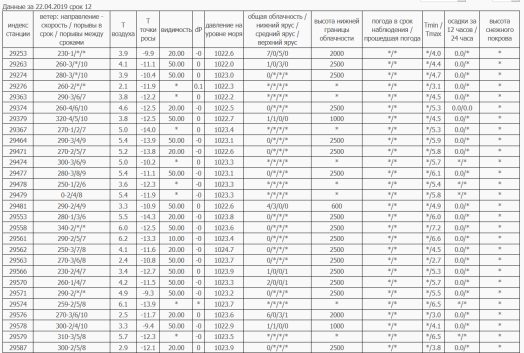 Данные за 22.04.2019 срок 12
индекс станции | ветер: направление - скорость / порывы в срок / порывы между сроками | T воздуха | T точки росы | видимость | dP | давление на уровне моря | общая облачность / нижний ярус / средний ярус / верхний ярус | высота нижней границы облачности | погода в срок наблюдения / прошедшая погода | Tmin / Tmax | осадки за 12 часов / 24 часа | высота снежного покрова
29253 | 230-1/*/* | 3.9 | -9.9 | 20.00 | -0 | 1022.6 | 7/0/5/0 | 2000 | */* | */4.0 | 0.0/* | *
29263 | 260-3/*/10 | 4.1 | -10.4 | 50.00 | 0 | 1022.0 | 1/0/3/0 | 2500 | */* | */4.5 | 0.0/* | *
29274 | 280-3/*/9 | 4.5 | -11.1 | 50.00 | 0 | 1023.0 | 0/*/*/* | 2500 | */* | */4.7 | 0.0/* | *
29276 | 260-2/*/* | 2.1 | -11.9 | * | 0.1 | 1022.3 | */*/*/* | * | */* | */3.1 | 0.0/* | *
29363 | 290-3/6/7 | 3.8 | -12.2 | * | 0 | 1022.2 | */*/*/* | * | */* | */4.5 | 0.0/* | *
29374 | 260-4/6/10 | 4.6 | -12.5 | 20.00 | -0 | 1022.5 | 0/*/*/* | 2500 | */* | */5.3 | 0.0/0.0 | *
29379 | 320-4/5/10 | 3.8 | -12.5 | 50.00 | 0 | 1022.7 | 1/1/0/0 | 1000 | */* | */4.5 | 0.0/* | *
29367 | 270-1/2/7 | 5.0 | -14.0 | * | 0 | 1023.4 | */*/*/* | * | */* | */5.3 | 0.0/* | *
29464 | 290-3/4/9 | 5.4 | -13.9 | 50.00 | -0 | 1023.1 | 0/*/*/* | 2500 | */* | */5.9 | 0.0/* | *
29471 | 270-2/5/7 | 5.2 | -13.8 | 20.00 | -0 | 1022.6 | 0/*/*/* | 2500 | */* | */5.8 | 0.0/* | *
29474 | 300-3/6/9 | 5.0 | -10.2 | * | 0 | 1023.3 | */*/*/* | * | */* | */5.7 | */* | *
29477 | 280-3/8/9 | 5.4 | -11.1 | 50.00 | -0 | 1023.1 | 0/*/*/* | 2500 | */* | */6.1 | 0.0/* | *
29478 | 250-1/2/6 | 3.6 | -12.3 | * | 0 | 1023.3 | */*/*/* | * | */* | */5.4 | */* | *
29479 | 0-2/4/8 | 5.4 | -11.9 | * | -0 | 1023.3 | */*/*/* | * | */* | */5.8 | */* | *
29481 | 290-2/4/9 | 3.3 | -10.9 | 50.00 | 0 | 1022.6 | 4/3/0/0 | 600 | */* | */4.9 | 0.0/* | *
29553 | 280-1/3/6 | 5.5 | -14.3 | 20.00 | -0 | 1023.8 | 0/*/*/* | 2500 | */* | */6.0 | 0.0/* | *
29558 | 340-2/*/* | 6.0 | -12.5 | 50.00 | -0 | 1023.6 | 0/*/*/* | 2500 | */* | */7.2 | 0.0/* | *
29561 | 290-2/5/7 | 6.2 | -13.3 | 10.00 | -0 | 1023.4 | 0/*/*/* | 2500 | */* | */6.6 | 0.0/* | *
29562 | 250-3/7/8 | 4.1 | -11.6 | 20.00 | -0 | 1024.7 | 0/*/*/* | 2500 | */* | */4.5 | 0.0/* | *
29563 | 270-3/6/8 | 2.4 | -10.8 | 50.00 | 0 | 1023.7 | 0/*/*/* | 2500 | */* | */2.7 | 0.0/* | *
29566 | 230-2/4/7 | 3.4 | -12.7 | 50.00 | 0 | 1023.9 | 1/0/0/1 | 2500 | */* | */5.3 | 0.0/* | *
29570 | 260-1/4/7 | 4.2 | -11.5 | 50.00 | -0 | 1023.3 | 2/0/0/1 | 2500 | */* | */5.7 | 0.0/* | *
29571 | 290-2/*/* | 4.9 | -9.3 | 50.00 | -0 | 1023.2 | 0/*/*/* | 2500 | */* | */5.5 | 0.0/* | *
29574 | 259-2/5/8 | 6.1 | -13.9 | * | * | 1023.7 | */*/*/* | * | */* | */6.5 | */* | *
29576 | 270-3/6/10 | 2.5 | -11.7 | 20.00 | 0 | 1023.6 | 6/0/3/1 | 2000 | */* | */3.0 | 0.0/* | *
29578 | 300-2/4/10 | 3.3 | -9.4 | 50.00 | -0 | 1022.9 | 1/1/0/0 | 1000 | */* | */4.1 | 0.0/* | *
29579 | 310-3/5/8 | 5.7 | -12.3 | * | -0 | 1023.5 | */*/*/* | * | */* | */6.5 | */* | *
29587 | 300-2/5/8 | 2.9 | -12.1 | 20.00 | 0 | 1023.9 | 0/*/*/* | 2500 | */* | */3.8 | 0.0/* | *